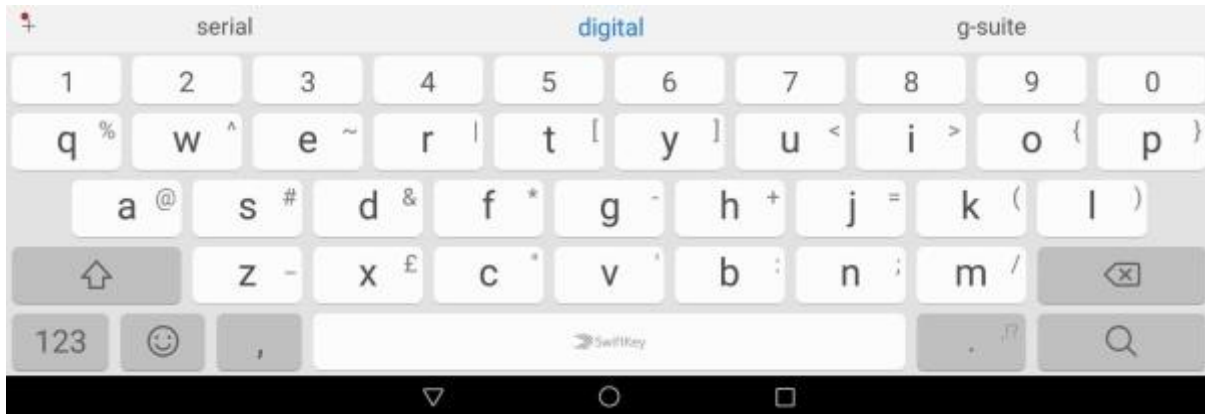 + serial digital g-suite
1 2 3 4 5 6 7 8 9 0
q % w ^ e ~ r | t [ y ] u < i > o { p }
a @ s # d & f * g - h + j = k ( l )
z _ x £ c " v ' b : n ; m /
123 , SwiftKey . ,!?